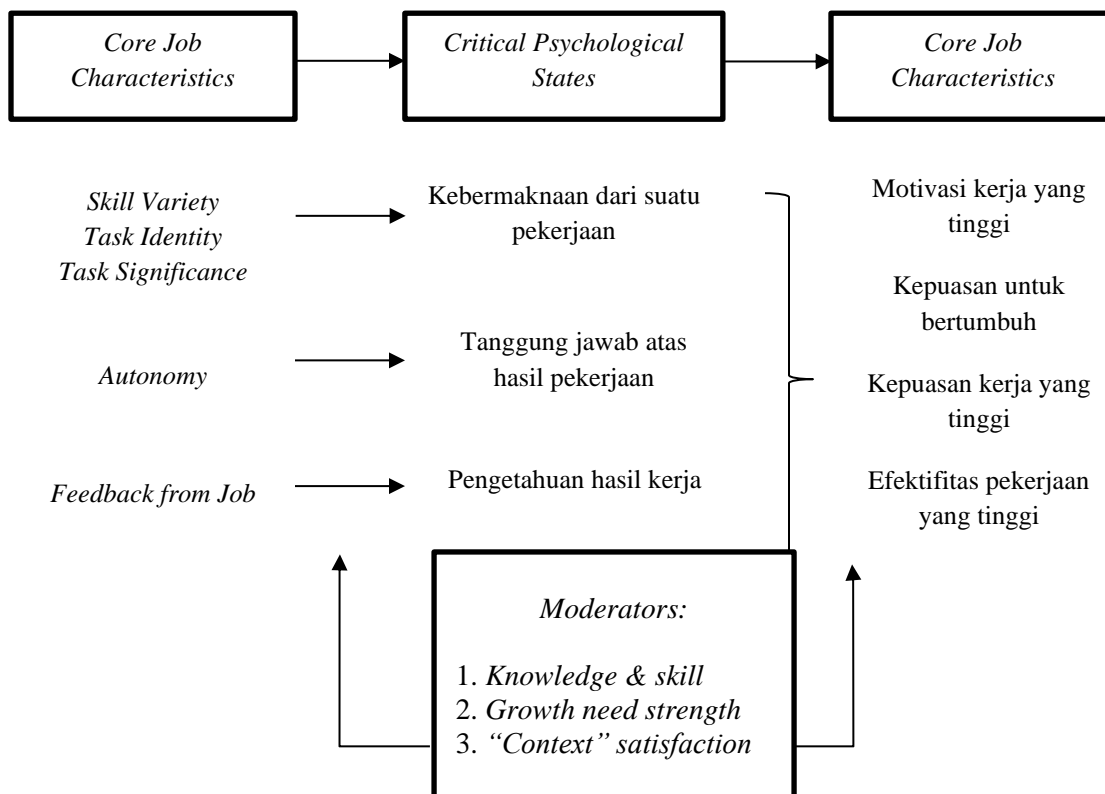 Core Job
Characteristics
Critical Psychological
States
Core Job
Characteristics
Skill Variety
Task Identity
Task Significance
Kebermaknaan dari suatu
pekerjaan
Motivasi kerja yang
tinggi
Kepuasan untuk
bertumbuh
Autonomy
Tanggung jawab atas
hasil pekerjaan
Kepuasan kerja yang
tinggi
Feedback from Job
Pengetahuan hasil kerja
Efektifitas pekerjaan
yang tinggi
Moderators:
1. Knowledge & skill
2. Growth need strength
3. “Context” satisfaction